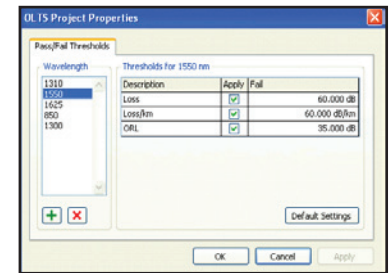 OLTS Project Properties
Pass/Fail Thresholds
Wavelength
1310
1550
1625
850
1300
Thresholds for 1550 nm
Description Apply Fail
Loss 60.000 dB
Loss/km 60.000 dB/km
ORL 35.000 dB
Default Settings
OK Cancel Apply